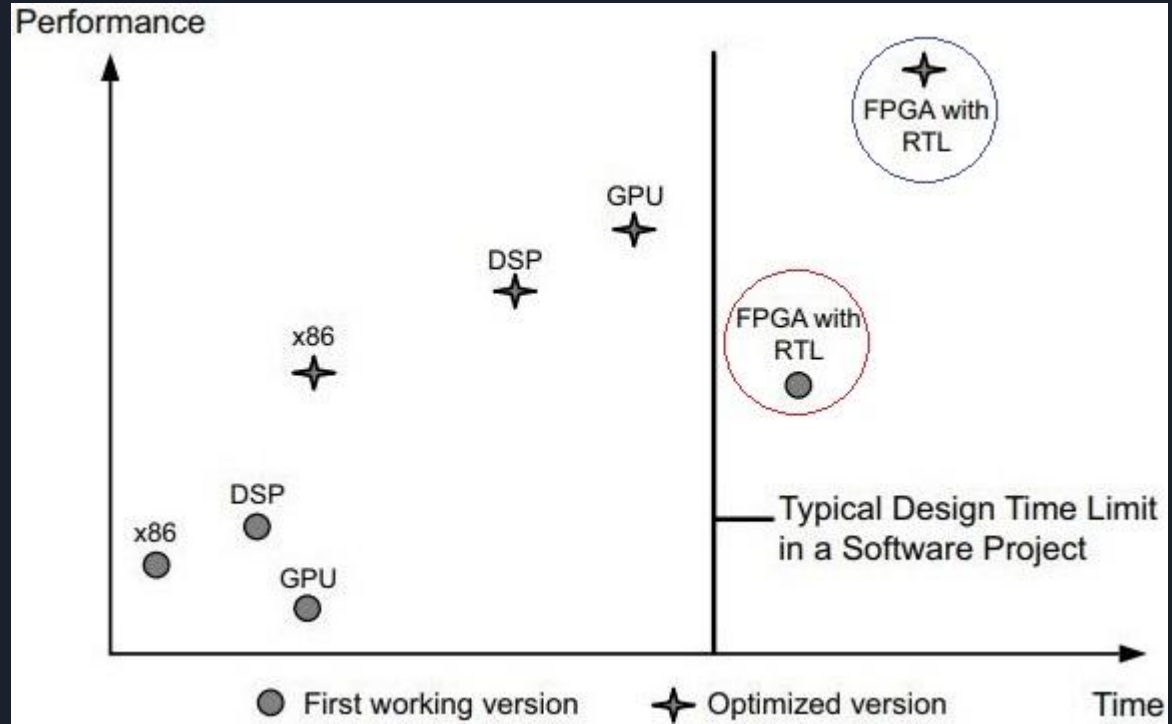 Performance
FPGA with
RTL
GPU
DSP
FPGA with
RTL
x86
DSP
Typical Design Time Limit
in a Software Project
x86
GPU
First working version
Optimized version
Time